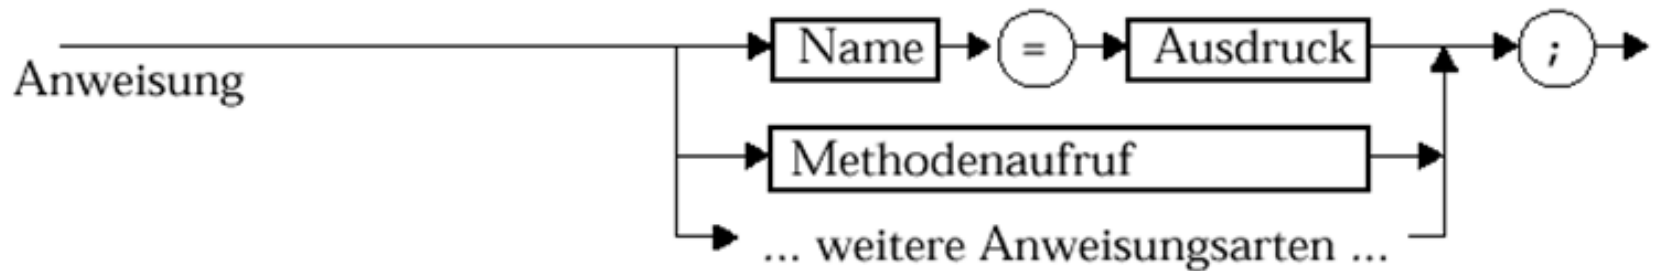 Name = Ausdruck ;
Anweisung
Methodenaufruf
... weitere Anweisungsarten ...